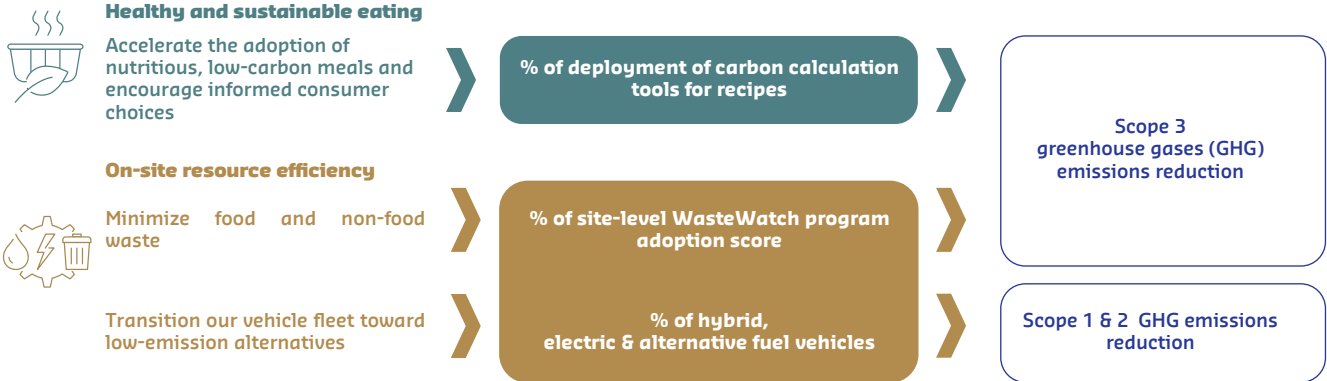 Healthy and sustainable eating
Accelerate the adoption of
nutritious, low-carbon meals and
encourage informed consumer
choices
% of deployment of carbon calculation
tools for recipes
Scope 3
greenhouse gases (GHG)
emissions reduction
On-site resource efficiency
Minimize food and non-food
waste
% of site-level WasteWatch program
adoption score
Transition our vehicle fleet toward
low-emission alternatives
% of hybrid,
electric & alternative fuel vehicles
Scope 1 & 2 GHG emissions
reduction